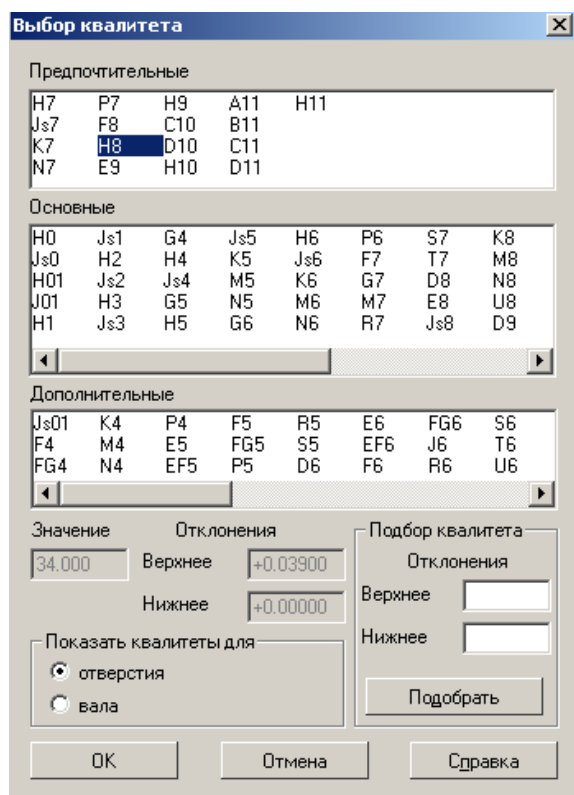 Выбор квалитета
Предпочтительные
H7 P7 H9 A11 H11
Js7 F8 C10 B11
K7 H8 D10 C11
N7 E9 H10 D11
Основные
H0 Js1 G4 Js5 H6 P6 S7 K8
Js0 H2 H4 K5 Js6 F7 T7 M8
H01 Js2 Js4 M5 K6 G7 D8 N8
J01 H3 G5 N5 M6 M7 E8 U8
H1 Js3 H5 G6 N6 R7 Js8 D9
Дополнительные
Js01 K4 P4 F5 R5 E6 FG6 S6
F4 M4 E5 FG5 S5 EF6 J6 T6
FG4 N4 EF5 P5 D6 F6 R6 U6
Значение Отклонения
34.000 Верхнее +0.03900
Нижнее +0.00000
Показать квалитеты для
отверстия
вала
Подбор квалитета
Отклонения
Верхнее
Нижнее
Подобрать
OK Отмена Справка